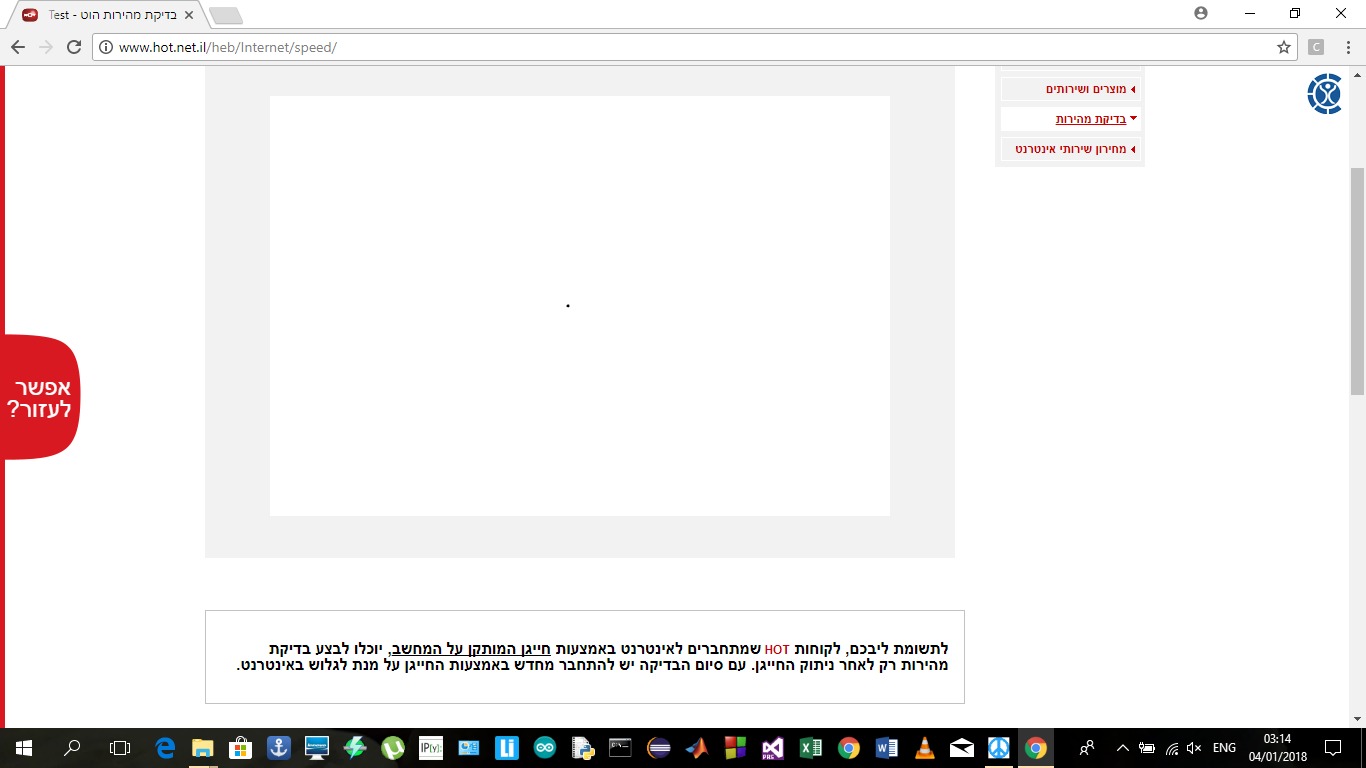 Test - בדיקת מהירות הוט
www.hot.net.il/heb/Internet/speed/
C
מוצרים ושירותים
בדיקת מהירות
מחירון שירותי אינטרנט
אפשר
לעזור?
לתשומת ליבכם, לקוחות HOT שמתחברים לאינטרנט באמצעות חייגן המותקן על המחשב, יוכלו לבצע בדיקת
מהירות רק לאחר ניתוק החייגן. עם סיום הבדיקה יש להתחבר מחדש באמצעות החייגן על מנת לגלוש באינטרנט.
IP(y):
ENG
03:14
04/01/2018